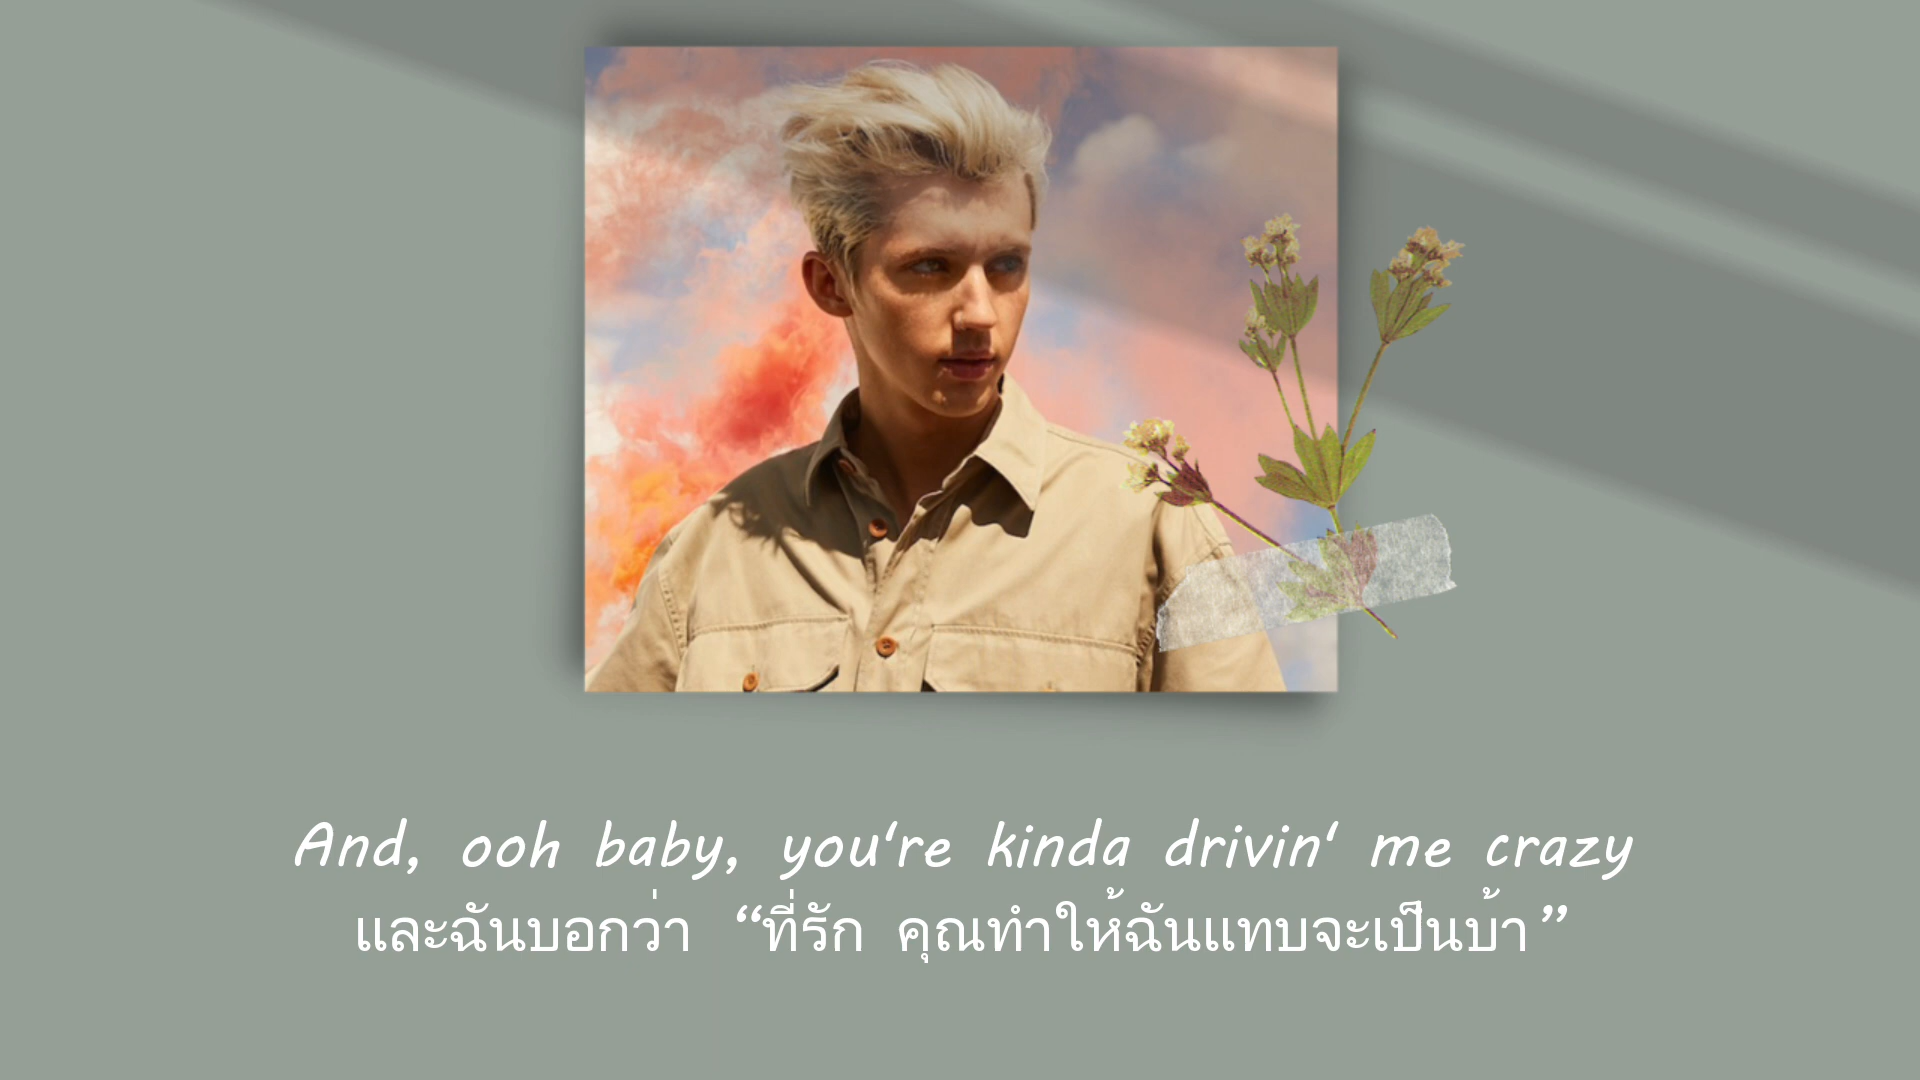 And, ooh baby, you're kinda drivin' me crazy
และฉันบอกว่า “ที่รัก คุณทำให้ฉันแทบจะเป็นบ้า”